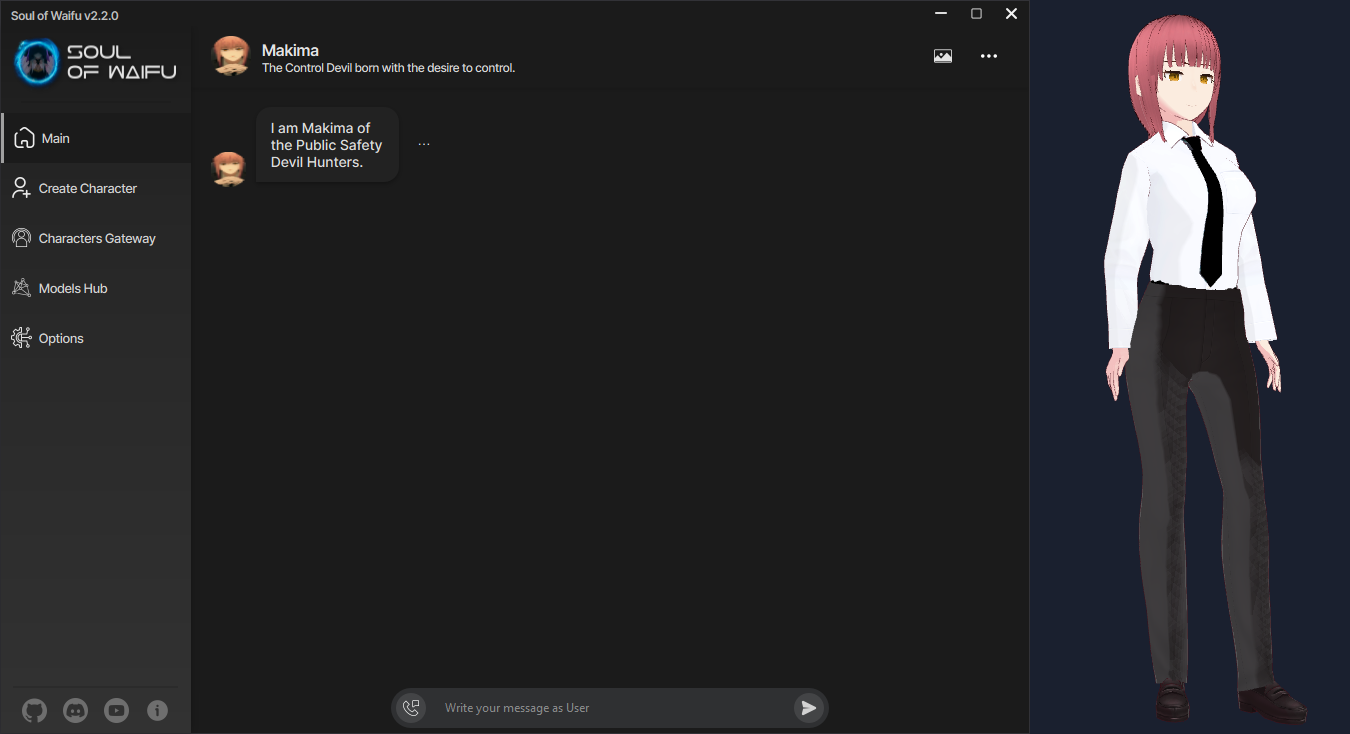 Soul of Waifu v2.2.0
SOUL
OF WAIFU
Main
Create Character
Characters Gateway
Models Hub
Options
Makima
The Control Devil born with the desire to control.
I am Makima of
the Public Safety
Devil Hunters.
...
Write your message as User